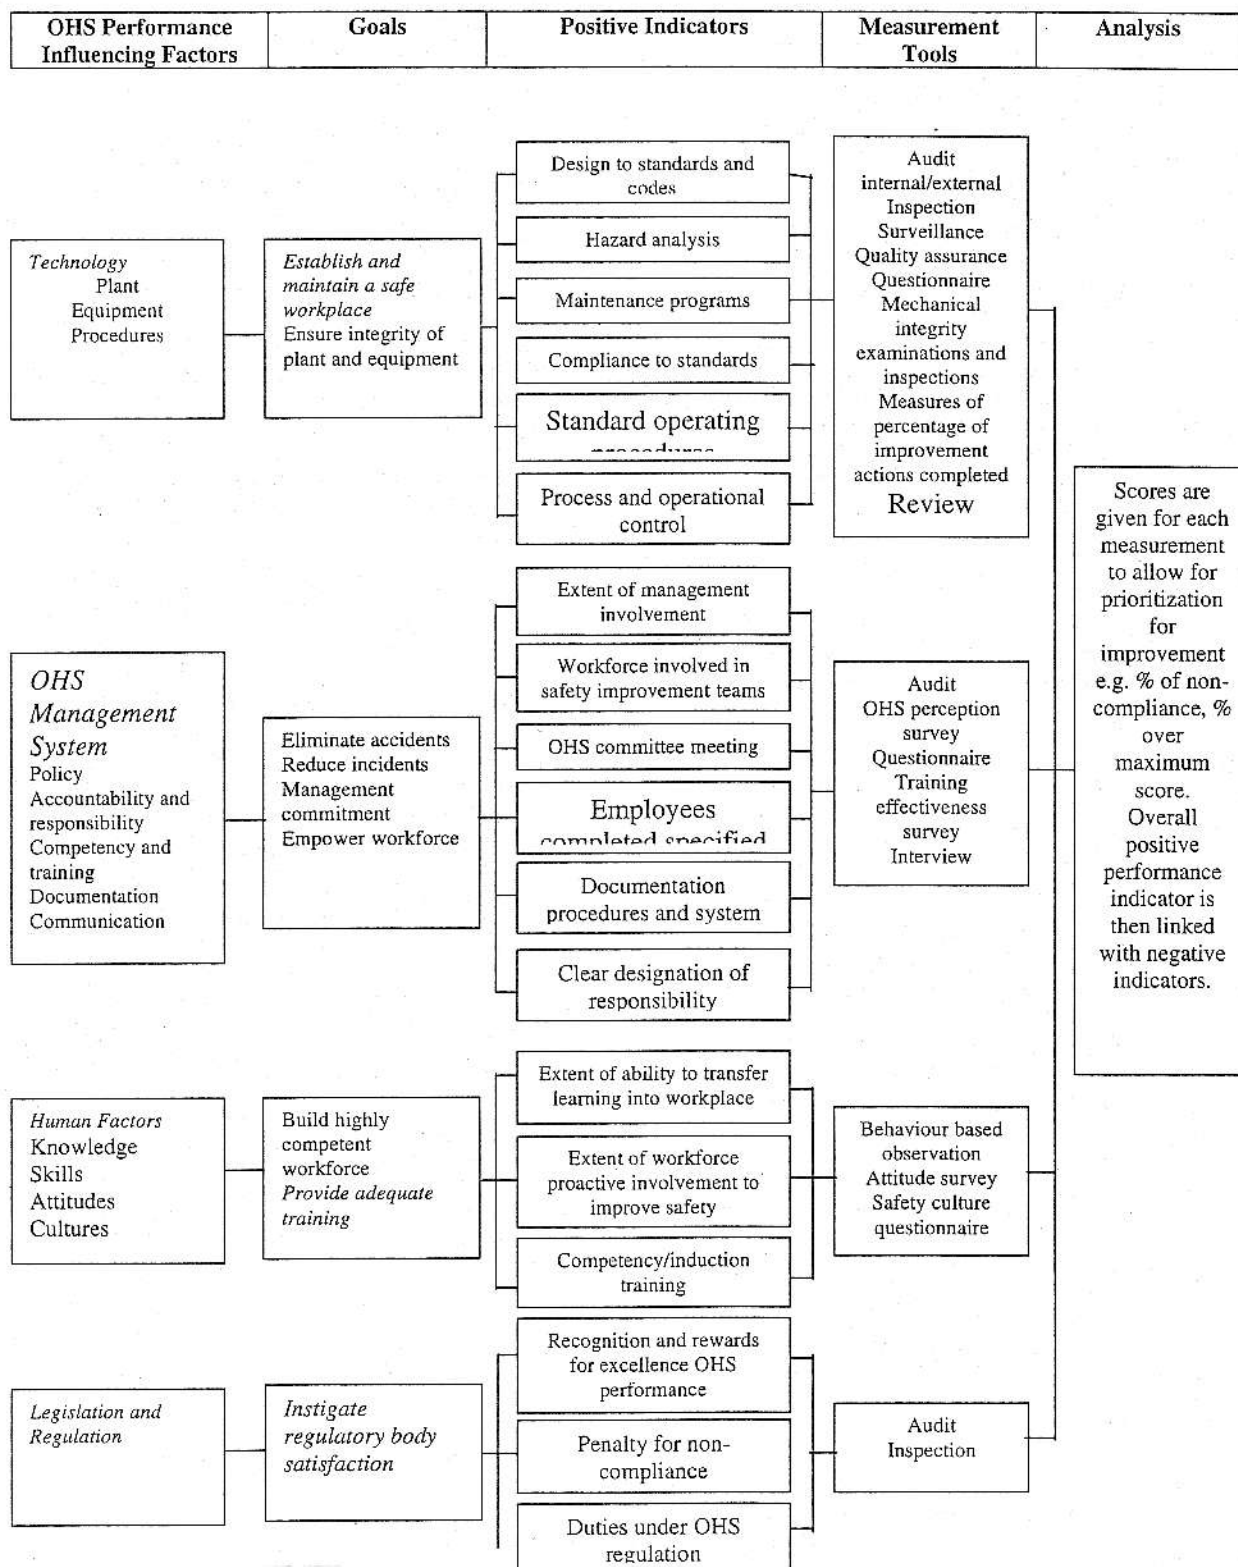 OHS Performance
Influencing Factors
Goals
Positive Indicators
Measurement
Tools
Analysis
Technology
Plant
Equipment
Procedures
Establish and
maintain a safe
workplace
Ensure integrity of
plant and equipment
Design to standards and
codes
Hazard analysis
Maintenance programs
Compliance to standards
Standard operating
procedures
Process and operational
control
Audit
internal/external
Inspection
Surveillance
Quality assurance
Questionnaire
Mechanical
integrity
examinations and
inspections
Measures of
percentage of
improvement
actions completed
Review
OHS
Management
System
Policy
Accountability and
responsibility
Competency and
training
Documentation
Communication
Eliminate accidents
Reduce incidents
Management
commitment
Empower workforce
Extent of management
involvement
Workforce involved in
safety improvement teams
OHS committee meeting
Employees
completed specified
Documentation
procedures and system
Clear designation of
responsibility
Audit
OHS perception
survey
Questionnaire
Training
effectiveness
survey
Interview
Human Factors
Knowledge
Skills
Attitudes
Cultures
Build highly
competent
workforce
Provide adequate
training
Extent of ability to transfer
learning into workplace
Extent of workforce
proactive involvement to
improve safety
Competency/induction
training
Behaviour based
observation
Attitude survey
Safety culture
questionnaire
Legislation and
Regulation
Instigate
regulatory body
satisfaction
Recognition and rewards
for excellence OHS
performance
Penalty for non-
compliance
Duties under OHS
regulation
Audit
Inspection
Scores are
given for each
measurement
to allow for
prioritization
for
improvement
e.g. % of non-
compliance, %
over
maximum
score.
Overall
positive
performance
indicator is
then linked
with negative
indicators.